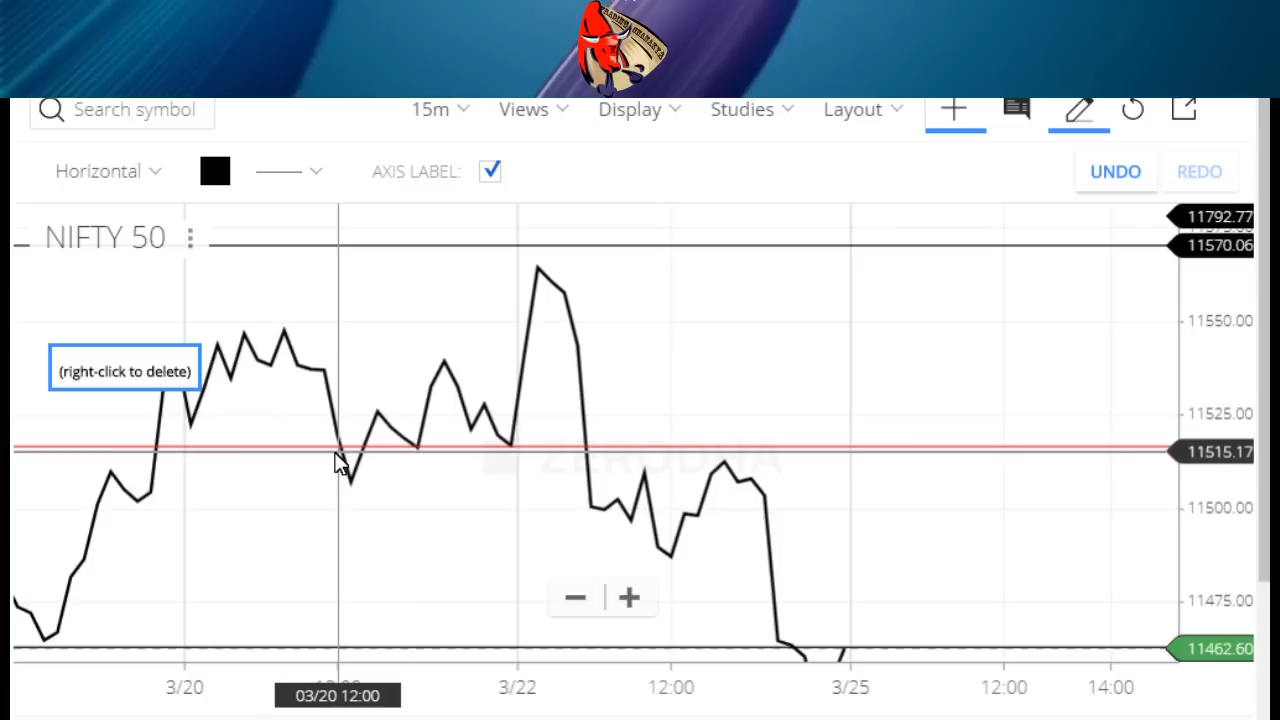 Search symbol
15m
Views
Display
Studies
Layout
Horizontal
AXIS LABEL:
UNDO
REDO
NIFTY 50
11792.77
11570.06
11550.00
(right-click to delete)
11525.00
ZERODHA
11515.17
11500.00
11475.00
11462.60
3/20
3/22
12:00
3/25
12:00
14:00
03/20 12:00